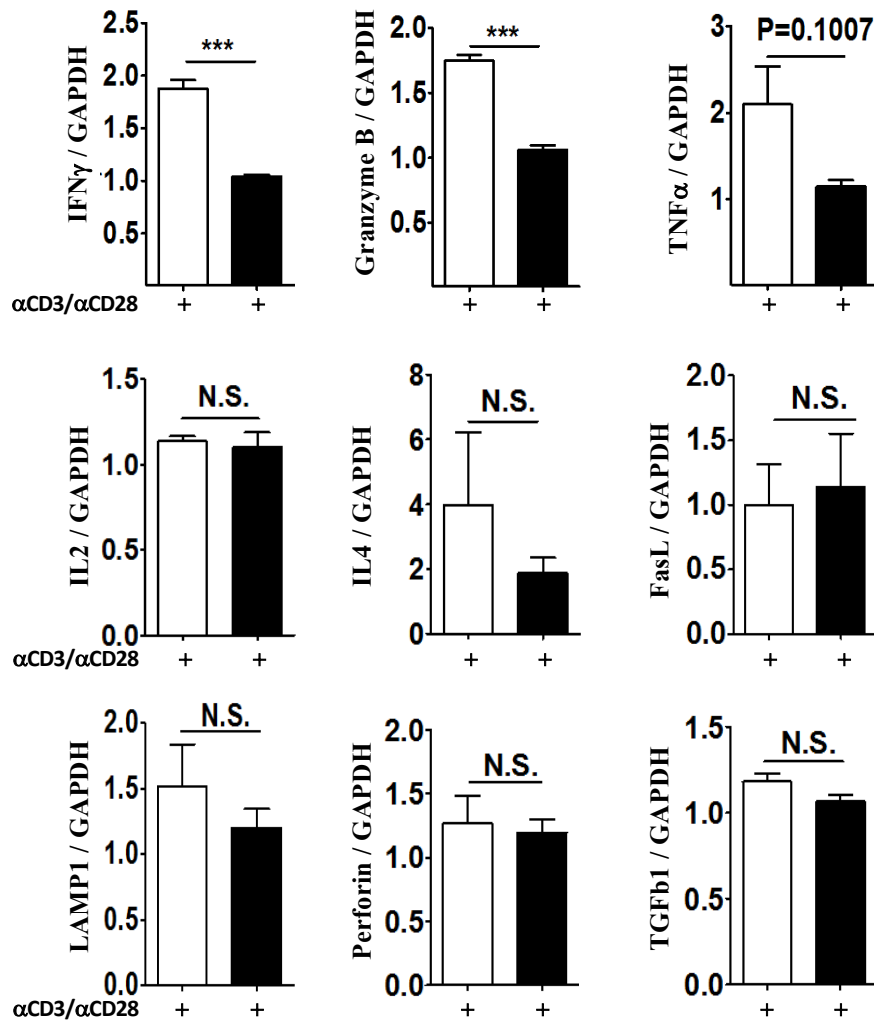 IFNγ / GAPDH
2.5
2.0
1.5
1.0
0.5
***
Granzyme B / GAPDH
2.0
1.5
1.0
0.5
***
TNFα / GAPDH
3
2
1
P=0.1007
αCD3/αCD28 + + + + + +
IL2 / GAPDH
1.5
1.0
0.5
0.0
N.S.
IL4 / GAPDH
8
6
4
2
0
N.S.
FasL / GAPDH
2.0
1.5
1.0
0.5
0.0
N.S.
αCD3/αCD28 + + + + + +
LAMP1 / GAPDH
2.0
1.5
1.0
0.5
0.0
N.S.
Perforin / GAPDH
2.0
1.5
1.0
0.5
0.0
N.S.
TGFb1 / GAPDH
1.5
1.0
0.5
0.0
N.S.
αCD3/αCD28 + + + + + +